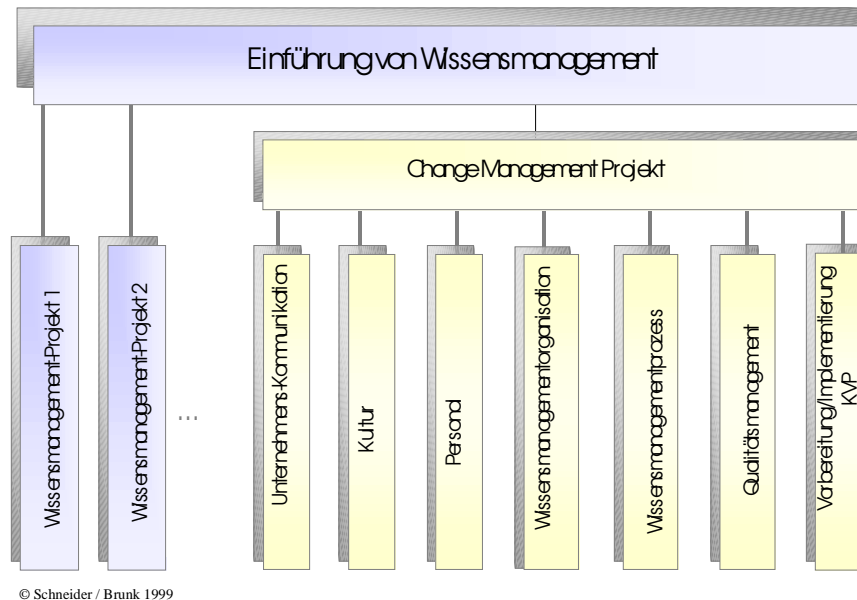 Einführung von Wissensmanagement
Change Management Projekt
Wissensmanagement-Projekt 1
Wissensmanagement-Projekt 2
...
Unternehmens-Kommunikation
Kultur
Personal
Wissensmanagementorganisation
Wissensmanagementprozess
Qualitätsmanagement
Vorbereitung/Implementierung
KVP
© Schneider / Brunk 1999